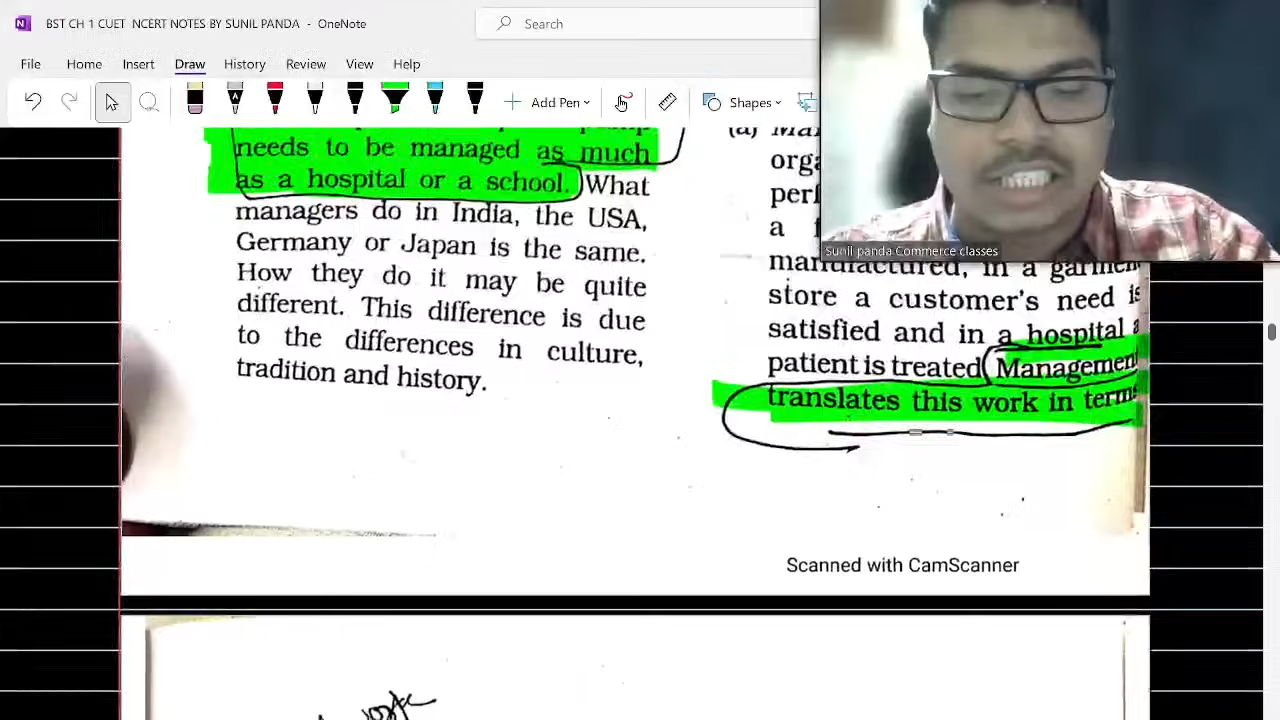 BST CH 1 CUET NCERT NOTES BY SUNIL PANDA - OneNote
Search
File Home Insert Draw History Review View Help
Add Pen
Shapes
needs to be managed as much
as a hospital or a school. What
managers do in India, the USA,
Germany or Japan is the same.
How they do it may be quite
different. This difference is due
to the differences in culture,
tradition and history.
(a)
a
manufactured, in a garment
store a customer's need is
satisfied and in a hospital a
patient is treated Management
translates this work in terms
Sunil panda Commerce classes
Scanned with CamScanner